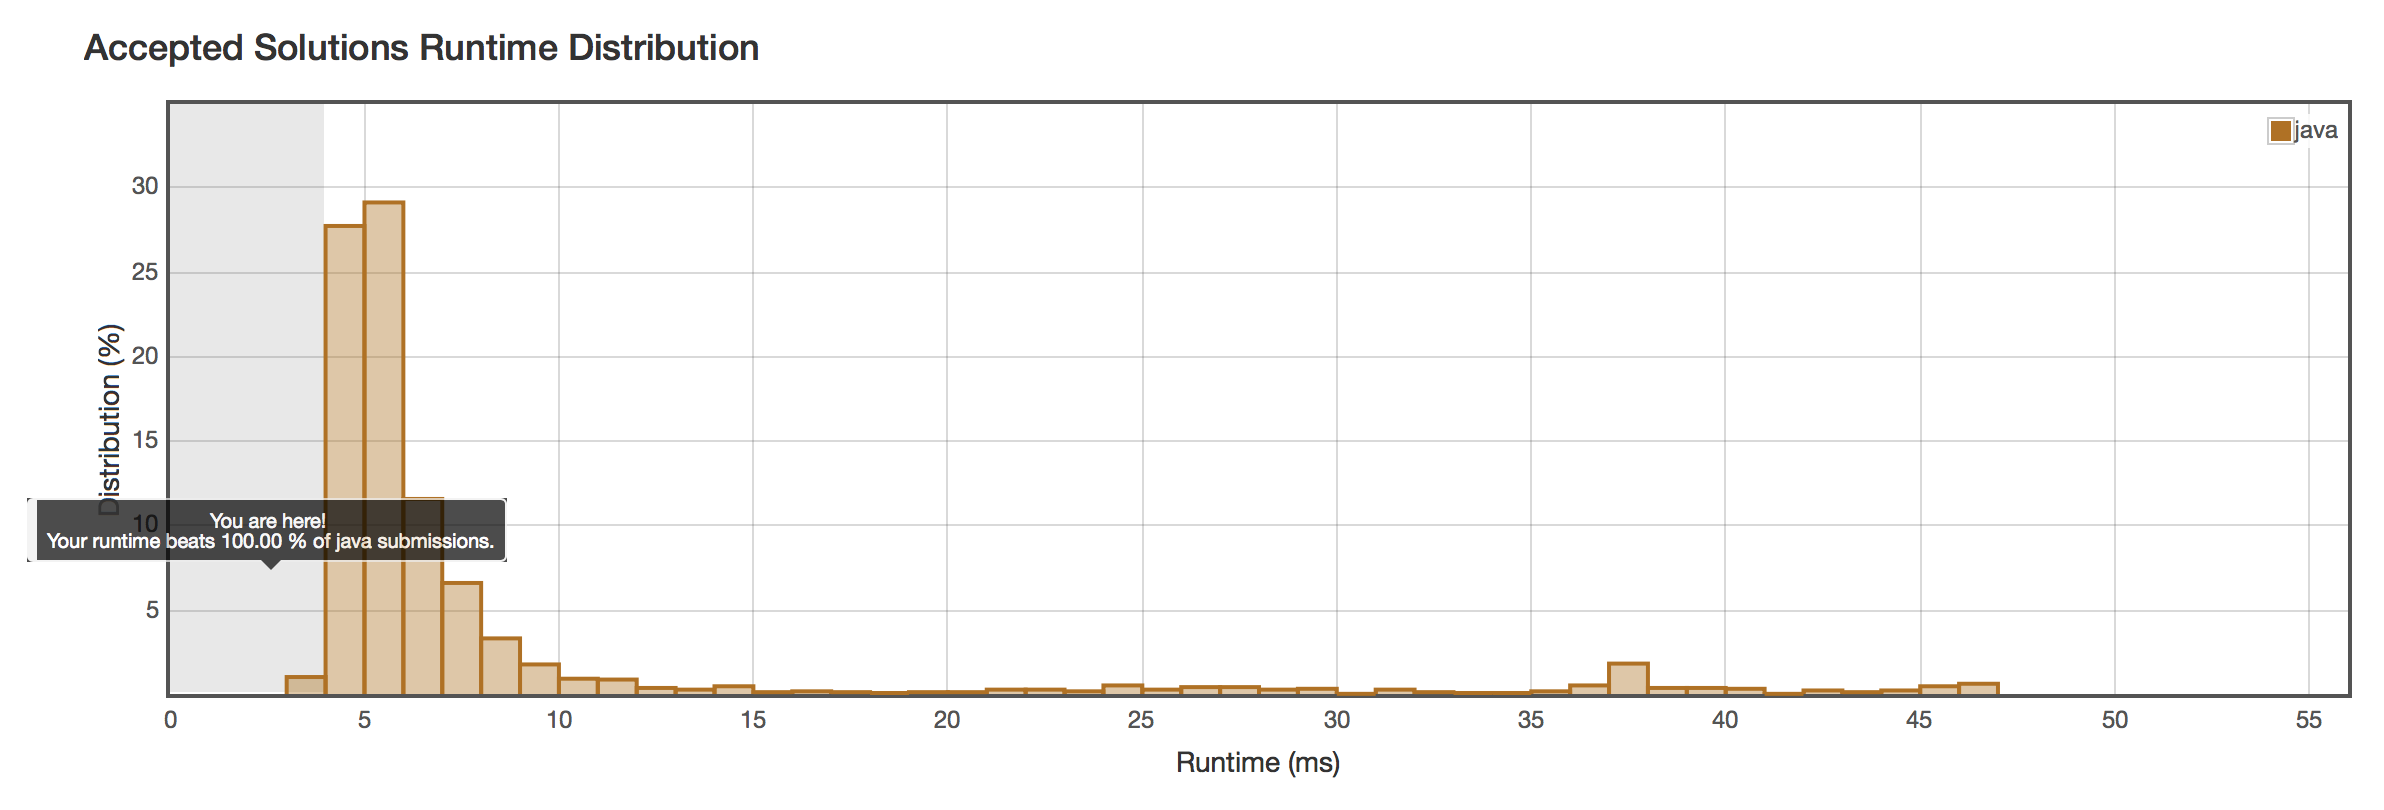 Accepted Solutions Runtime Distribution
java
Distribution (%)
30
25
20
15
10
5
You are here!
Your runtime beats 100.00 % of java submissions.
0 5 10 15 20 25 30 35 40 45 50 55
Runtime (ms)